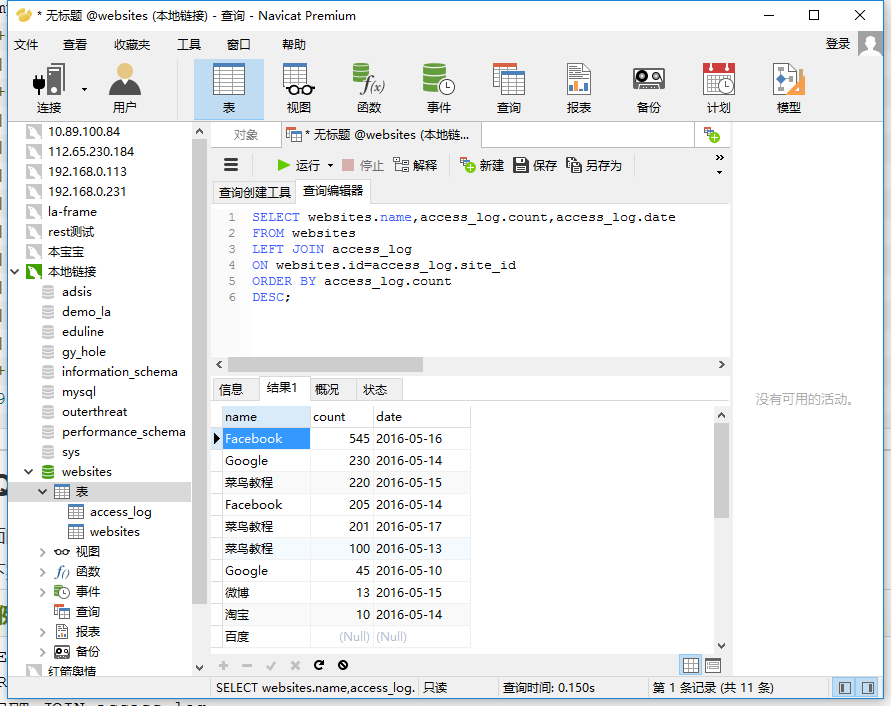 * 无标题 @websites (本地链接) - 查询 - Navicat Premium
文件 查看 收藏夹 工具 窗口 帮助 登录
连接 用户 表 视图 函数 事件 查询 报表 备份 计划 模型
10.89.100.84
112.65.230.184
192.168.0.113
192.168.0.231
la-frame
rest测试
本宝宝
本地链接
adsis
demo_la
eduline
gy_hole
information_schema
mysql
outerthreat
performance_schema
sys
websites
表
access_log
websites
视图
函数
事件
查询
报表
备份
红箭舆情
对象 * 无标题 @websites (本地链...
运行 停止 解释 新建 保存 另存为
查询创建工具 查询编辑器
1 SELECT websites.name,access_log.count,access_log.date
2 FROM websites
3 LEFT JOIN access_log
4 ON websites.id=access_log.site_id
5 ORDER BY access_log.count
6 DESC;
信息 结果1 概况 状态
name count date
Facebook 545 2016-05-16
Google 230 2016-05-14
菜鸟教程 220 2016-05-15
Facebook 205 2016-05-14
菜鸟教程 201 2016-05-17
菜鸟教程 100 2016-05-13
Google 45 2016-05-10
微博 13 2016-05-15
淘宝 10 2016-05-14
百度 (Null) (Null)
没有可用的活动。
SELECT websites.name,access_log. 只读 查询时间: 0.150s 第 1 条记录 (共 11 条)